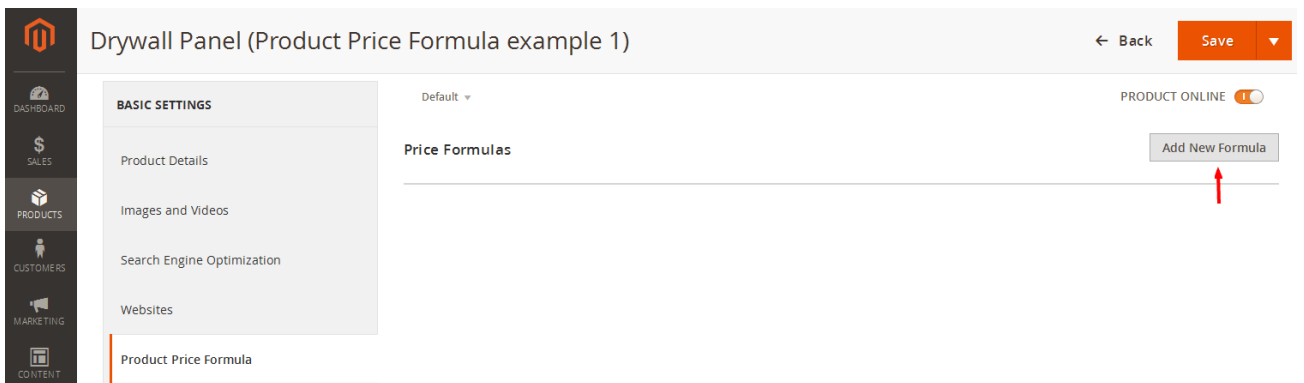 Drywall Panel (Product Price Formula example 1)
← Back
Save
DASHBOARD
SALES
PRODUCTS
CUSTOMERS
MARKETING
CONTENT
BASIC SETTINGS
Product Details
Images and Videos
Search Engine Optimization
Websites
Product Price Formula
Default
PRODUCT ONLINE
Price Formulas
Add New Formula